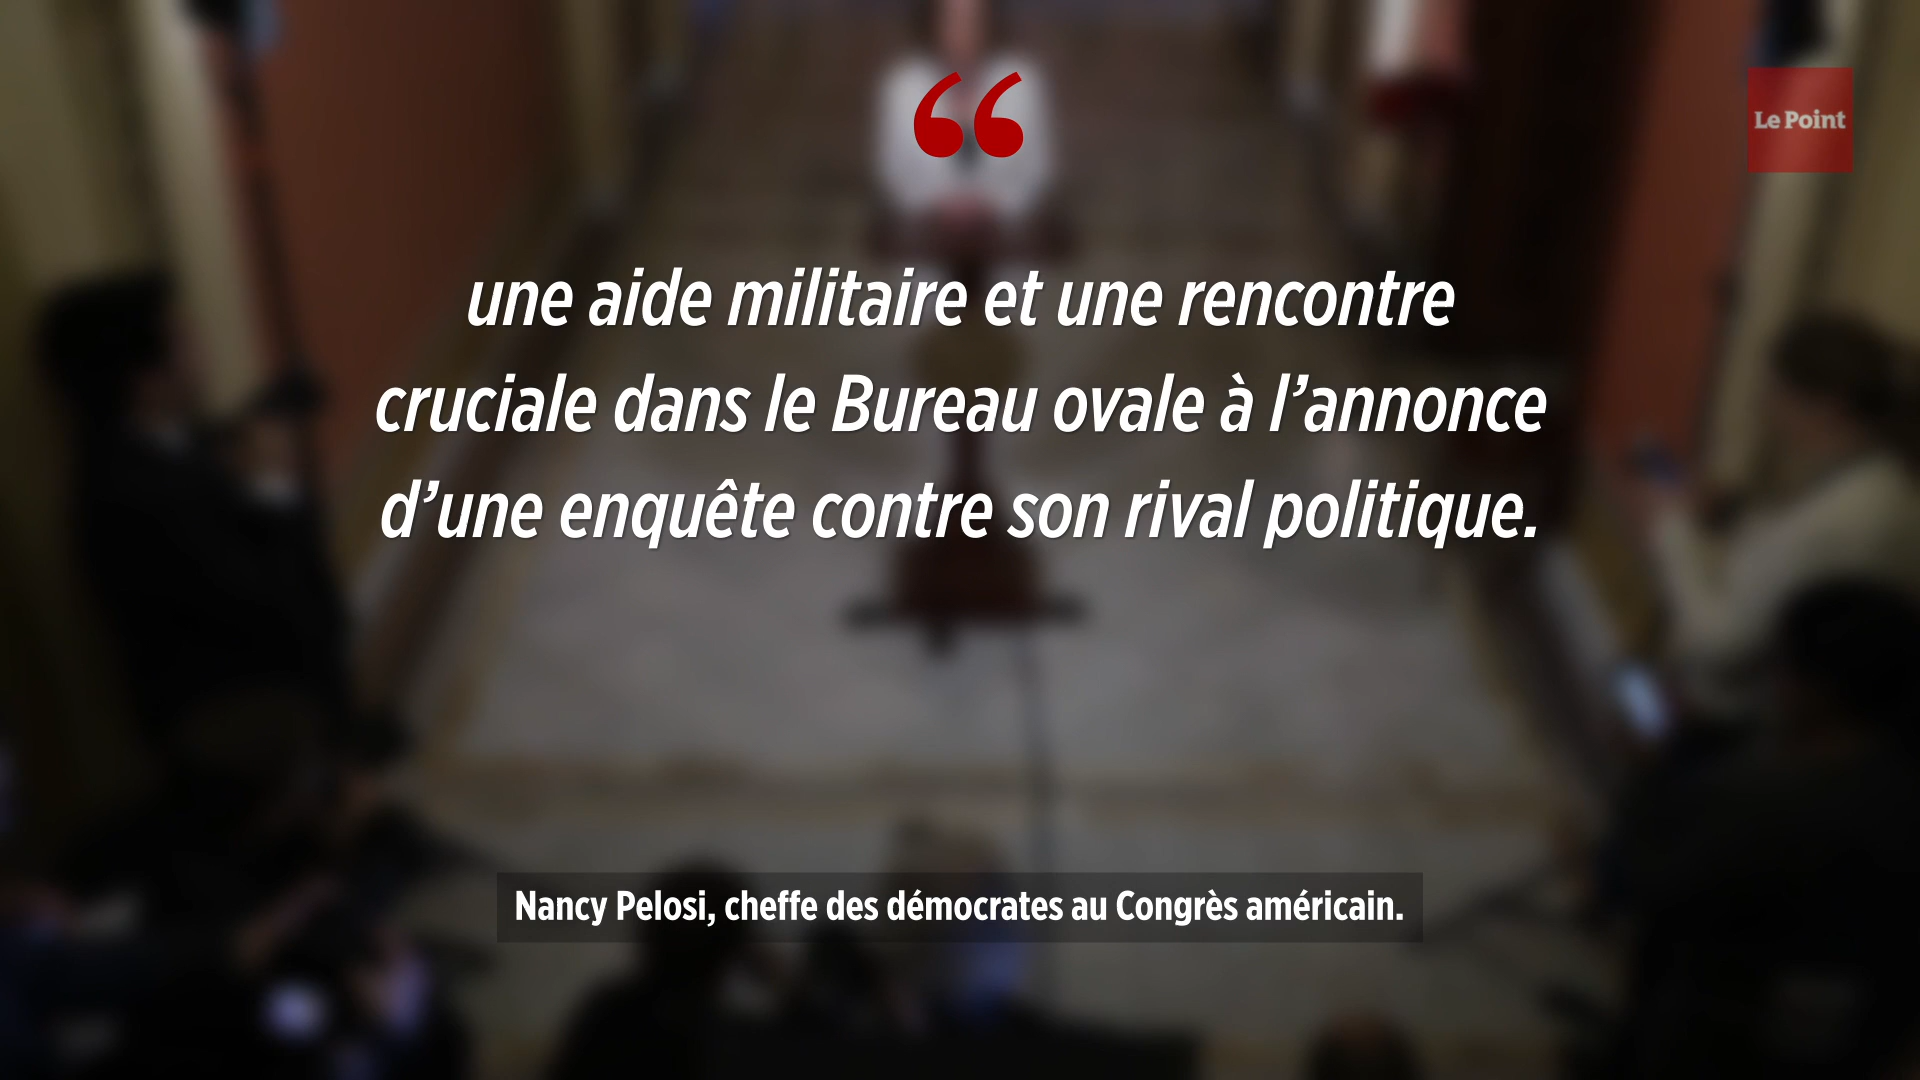 “
Le Point
une aide militaire et une rencontre
cruciale dans le Bureau ovale à l’annonce
d’une enquête contre son rival politique.
Nancy Pelosi, cheffe des démocrates au Congrès américain.